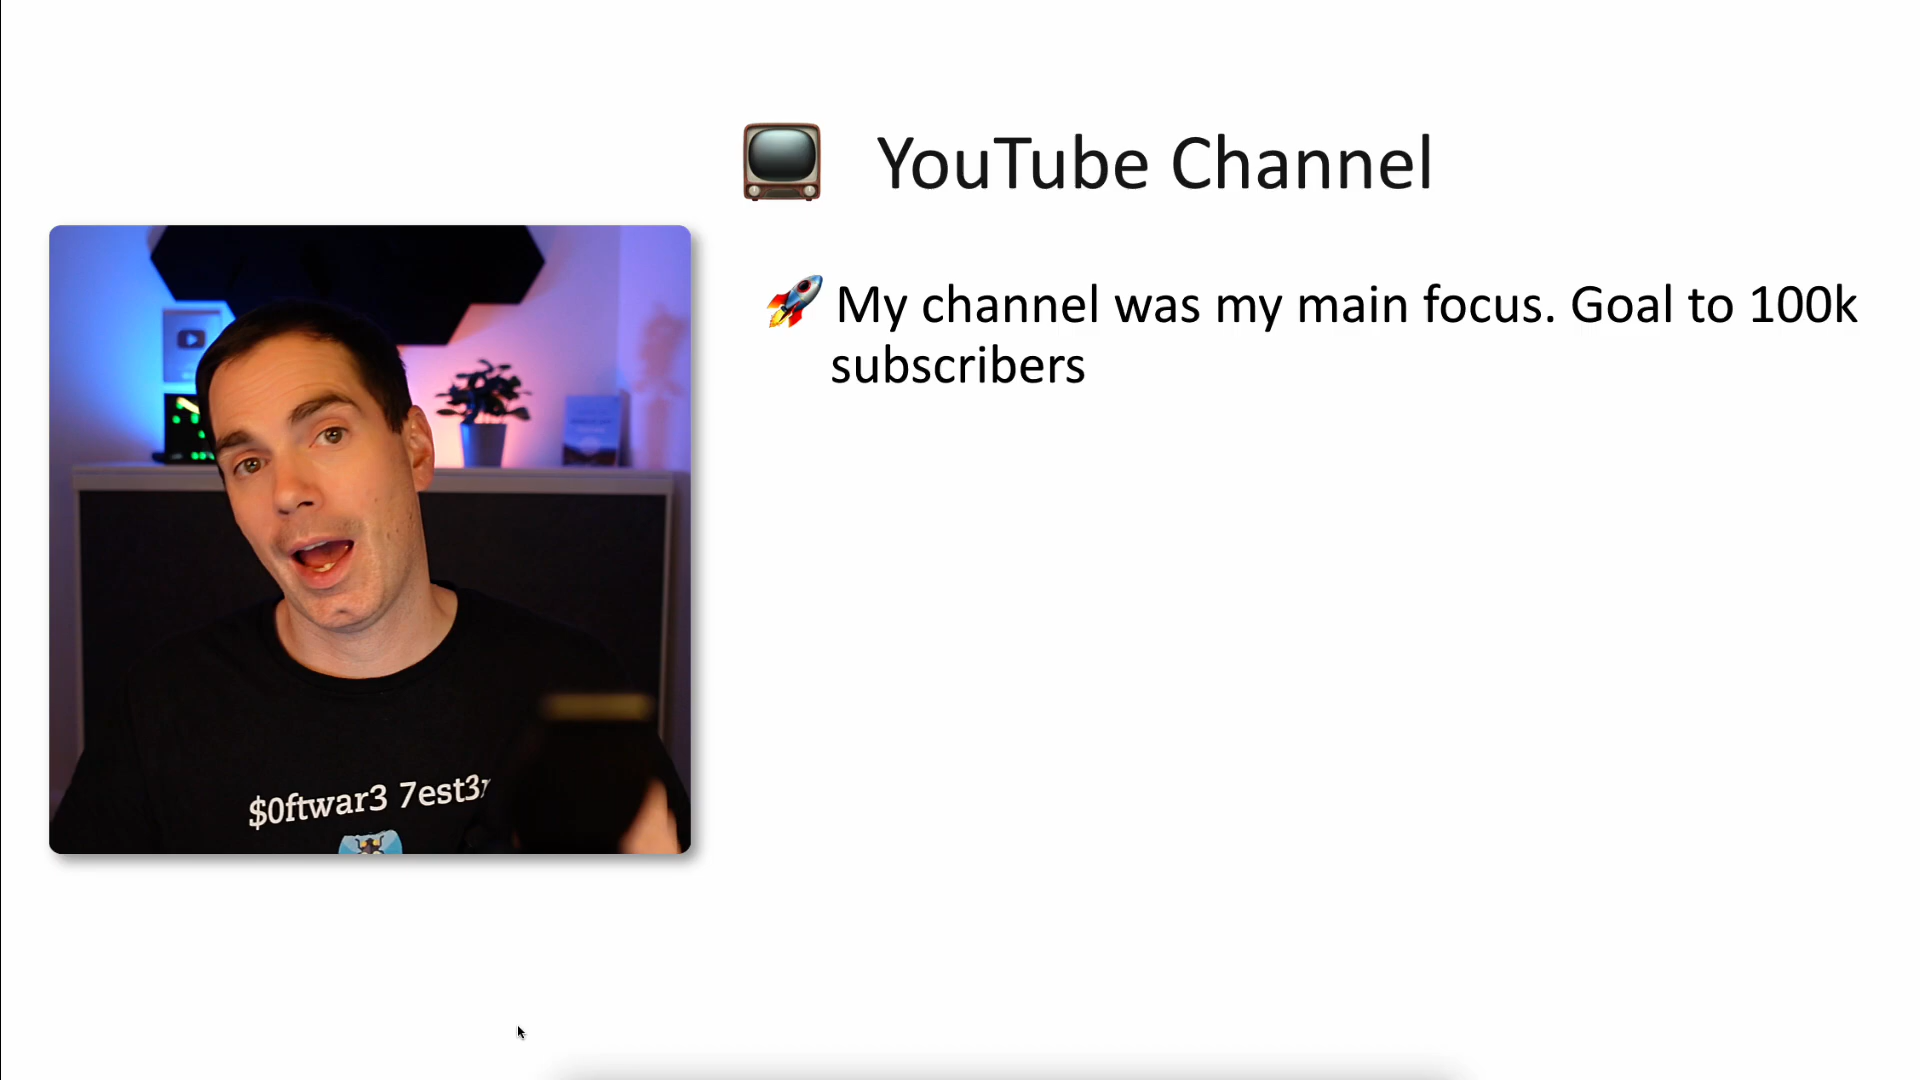 📺 YouTube Channel
🚀 My channel was my main focus. Goal to 100k
subscribers
$0ftwar3 7est3r